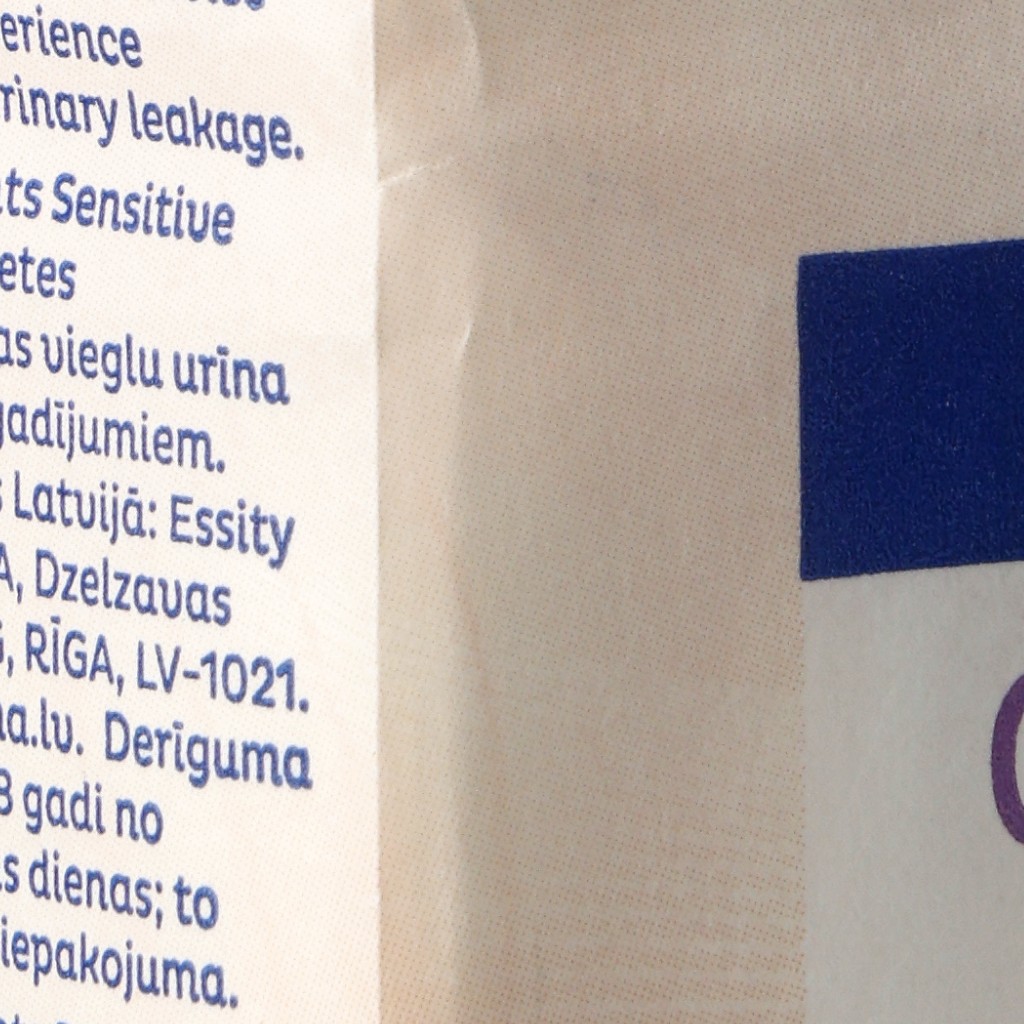 erience
rinary leakage.
ts Sensitive
etes
as vieglu urīna
gadījumiem.
s Latvijā: Essity
A, Dzelzavas
G, RĪGA, LV-1021.
na.lv. Derīguma
3 gadi no
s dienas; to
iepakojuma.